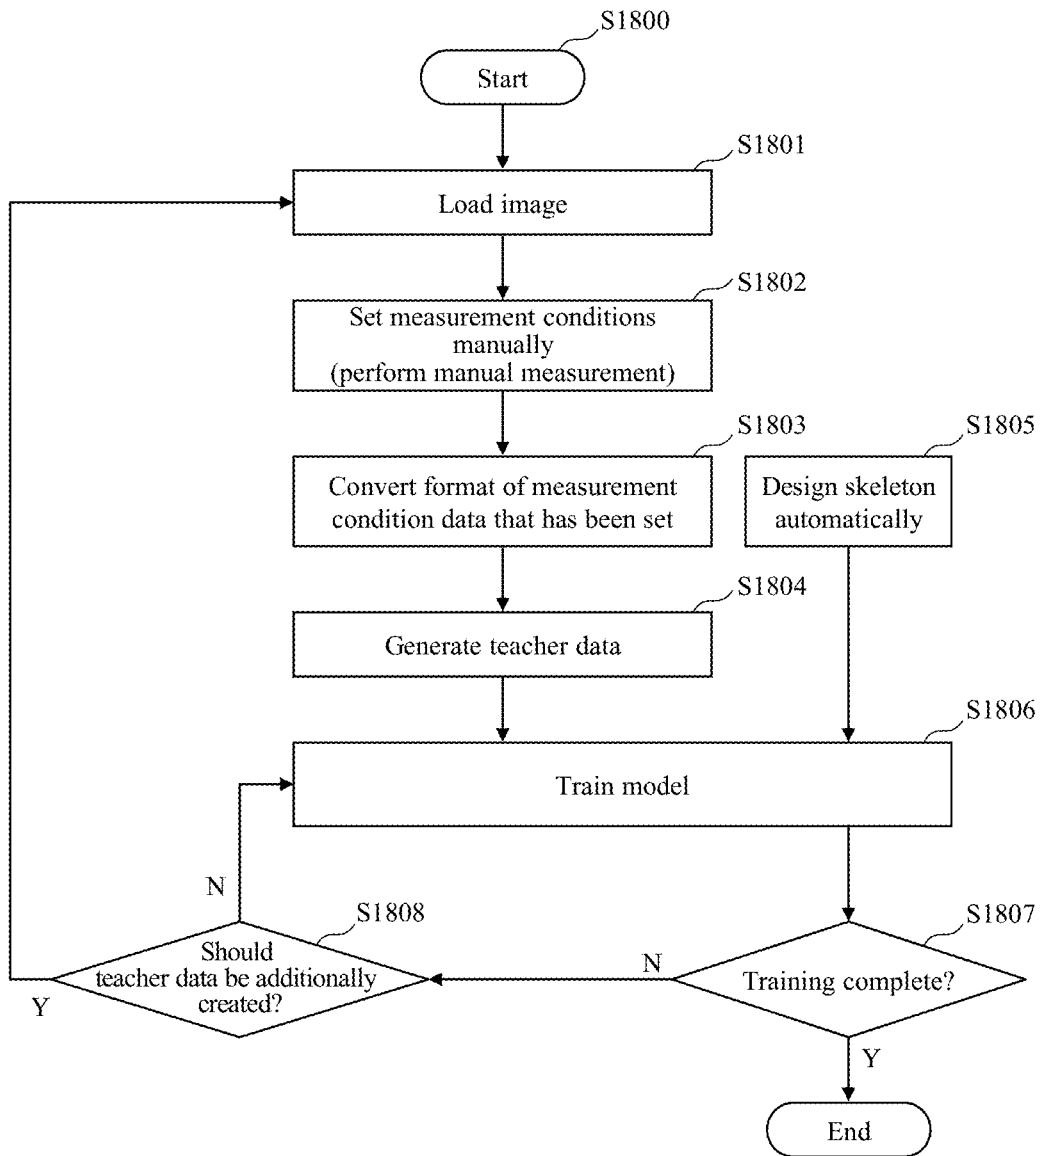 S1800
Start
S1801
Load image
S1802
Set measurement conditions
manually
(perform manual measurement)
S1803
Convert format of measurement
condition data that has been set
S1805
Design skeleton
automatically
S1804
Generate teacher data
S1806
Train model
N
S1808
Should
teacher data be additionally
created?
Y
N
S1807
Training complete?
Y
End